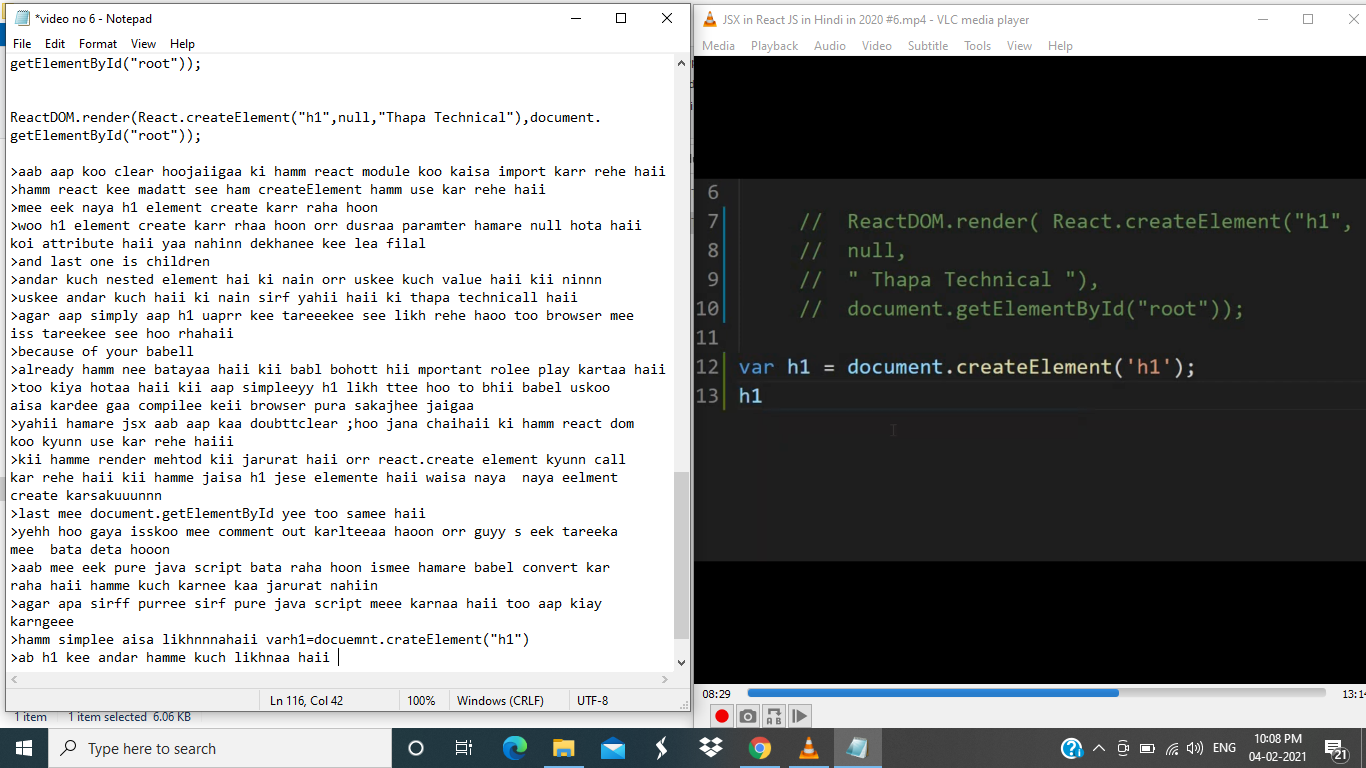 *video no 6 - Notepad
File Edit Format View Help
getElementById("root"));
ReactDOM.render(React.createElement("h1",null,"Thapa Technical"),document.
getElementById("root"));
>aab aap koo clear hoojaiigaa ki hamm react module koo kaisa import karr rehe haii
>hamm react kee madatt see ham createElement hamm use kar rehe haii
>mee eek naya h1 element create karr raha hoon
>woo h1 element create karr rhaa hoon orr dusraa paramter hamare null hota haii
koi attribute haii yaa nahinn dekhanee kee lea filal
>and last one is children
>andar kuch nested element hai ki nain orr uskee kuch value haii kii ninnn
>uskee andar kuch haii ki nain sirf yahii haii ki thapa technicall haii
>agar aap simply aap h1 uaprr kee tareeekee see likh rehe haoo too browser mee
iss tareekee see hoo rhahaii
>because of your babell
>already hamm nee batayaa haii kii babl bohott hii mportant rolee play kartaa haii
>too kiya hotaa haii kii aap simpleeyy h1 likh ttee hoo to bhii babel uskoo
aisa kardee gaa compilee keii browser pura sakajhee jaigaa
>yahii hamare jsx aab aap kaa doubttclear ;hoo jana chaihaii ki hamm react dom
koo kyunn use kar rehe haiii
>kii hamme render mehtod kii jarurat haii orr react.create element kyunn call
kar rehe haii kii hamme jaisa h1 jese elemente haii waisa naya  naya eelment
create karsakuuunnn
>last mee document.getElementById yee too samee haii
>yehh hoo gaya isskoo mee comment out karlteeaa haoon orr guyy s eek tareeka
mee  bata deta hooon
>aab mee eek pure java script bata raha hoon ismee hamare babel convert kar
raha haii hamme kuch karnee kaa jarurat nahiin
>agar apa sirff purree sirf pure java script meee karnaa haii too aap kiay
karngeee
>hamm simplee aisa likhnnnahaii varh1=docuemnt.crateElement("h1")
>ab h1 kee andar hamme kuch likhnaa haii
Ln 116, Col 42 100% Windows (CRLF) UTF-8
1 item 1 item selected 6.06 KB
JSX in React JS in Hindi in 2020 #6.mp4 - VLC media player
Media Playback Audio Video Subtitle Tools View Help
6
7 // ReactDOM.render( React.createElement("h1",
8 // null,
9 // " Thapa Technical "),
10 // document.getElementById("root"));
11
12 var h1 = document.createElement('h1');
13 h1
08:29
A B
Type here to search
ENG
10:08 PM
04-02-2021
21